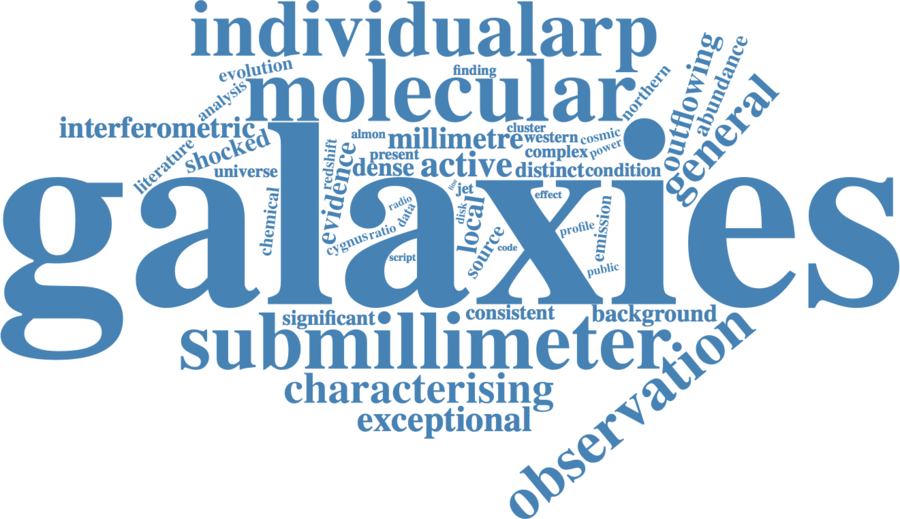 individualarp
evolution
finding
molecular
analysis
northern
outflowing
abundance
general
interferometric
shocked
literature
universe
almon
millimetre
cluster
western
cosmic
power
complex
redshift
evidence
present
dense
active
distinct
condition
galaxies
chemical
cygnus
ratio
radio
data
script
line
jet
disk
local
source
code
effect
profile
emission
public
significant
consistent
background
submillimeter
observation
characterising
exceptional